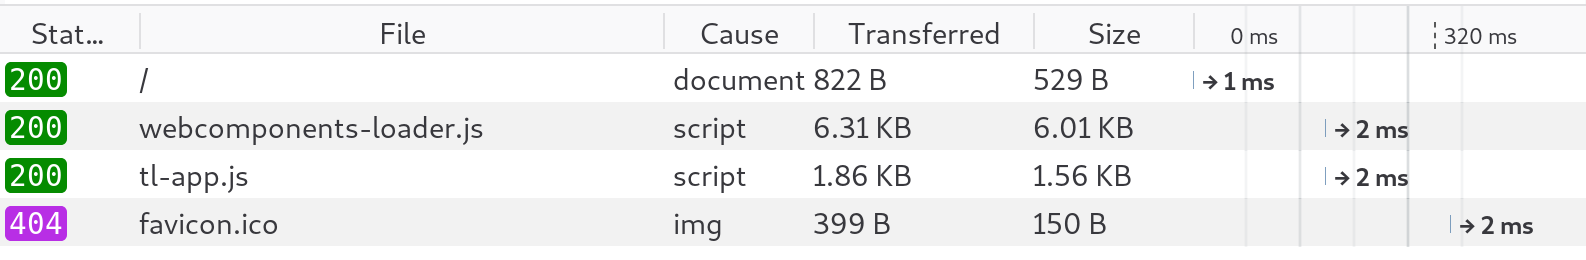 Stat... File Cause Transferred Size 0 ms 320 ms
200 / document 822 B 529 B → 1 ms
200 webcomponents-loader.js script 6.31 KB 6.01 KB → 2 ms
200 tl-app.js script 1.86 KB 1.56 KB → 2 ms
404 favicon.ico img 399 B 150 B → 2 ms